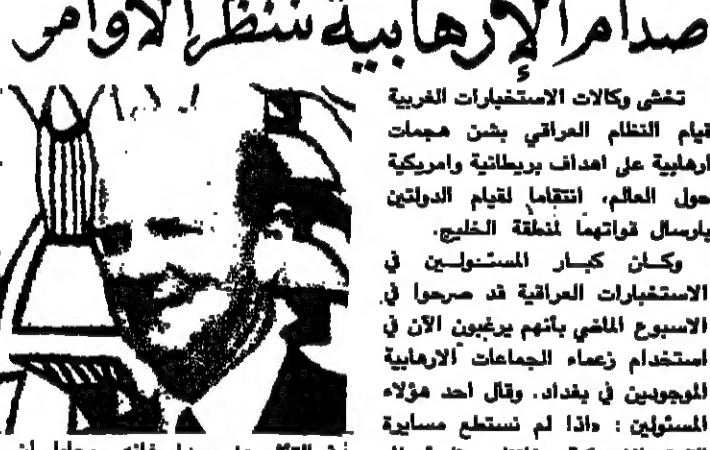 صدام الإرهابية تنتظر الأوامر
تخشى وكالات الاستخبارات الغربية
قيام النظام العراقي بشن هجمات
ارهابية على اهداف بريطانية وامريكية
حول العالم، انتقاما لقيام الدولتين
بارسال قواتهما لمنطقة الخليج.
وكان كبار المسئولين في
الاستخبارات العراقية قد صرحوا في
الاسبوع الماضي بأنهم يرغبون الآن في
استخدام زعماء الجماعات الارهابية
الموجودين في بغداد. وقال احد هؤلاء
المسئولين : «اذا لم نستطع مسايرة